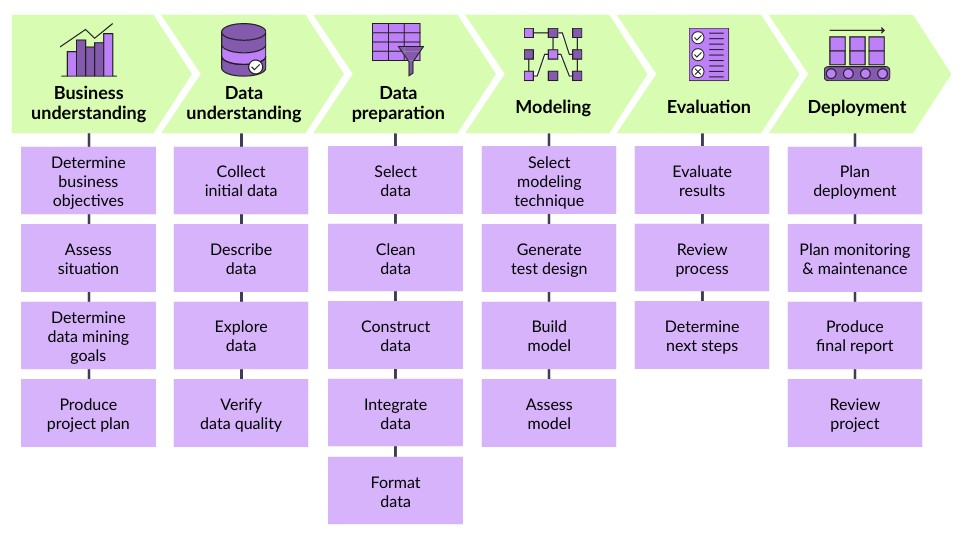 Business
understanding
Data
understanding
Data
preparation
Modeling
Evaluation
Deployment
Determine
business
objectives
Assess
situation
Determine
data mining
goals
Produce
project plan
Collect
initial data
Describe
data
Explore
data
Verify
data quality
Select
data
Clean
data
Construct
data
Integrate
data
Format
data
Select
modeling
technique
Generate
test design
Build
model
Assess
model
Evaluate
results
Review
process
Determine
next steps
Plan
deployment
Plan monitoring
& maintenance
Produce
final report
Review
project